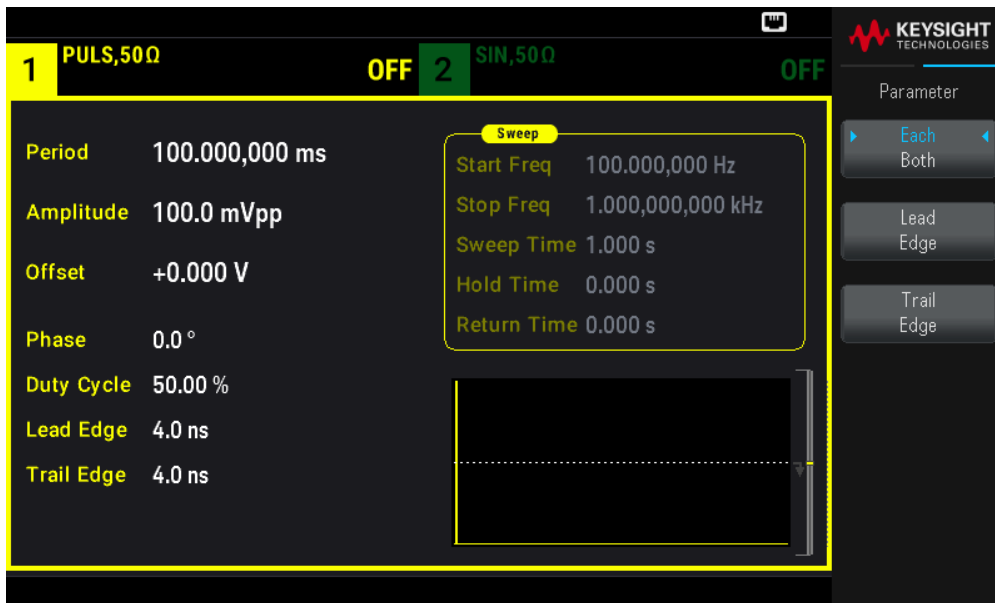 1 PULS,50Ω OFF 2 SIN,50Ω OFF
KEYSIGHT
TECHNOLOGIES
Period 100.000,000 ms
Amplitude 100.0 mVpp
Offset +0.000 V
Phase 0.0 °
Duty Cycle 50.00 %
Lead Edge 4.0 ns
Trail Edge 4.0 ns
Sweep
Start Freq 100.000,000 Hz
Stop Freq 1.000,000,000 kHz
Sweep Time 1.000 s
Hold Time 0.000 s
Return Time 0.000 s
Parameter
Each
Both
Lead
Edge
Trail
Edge